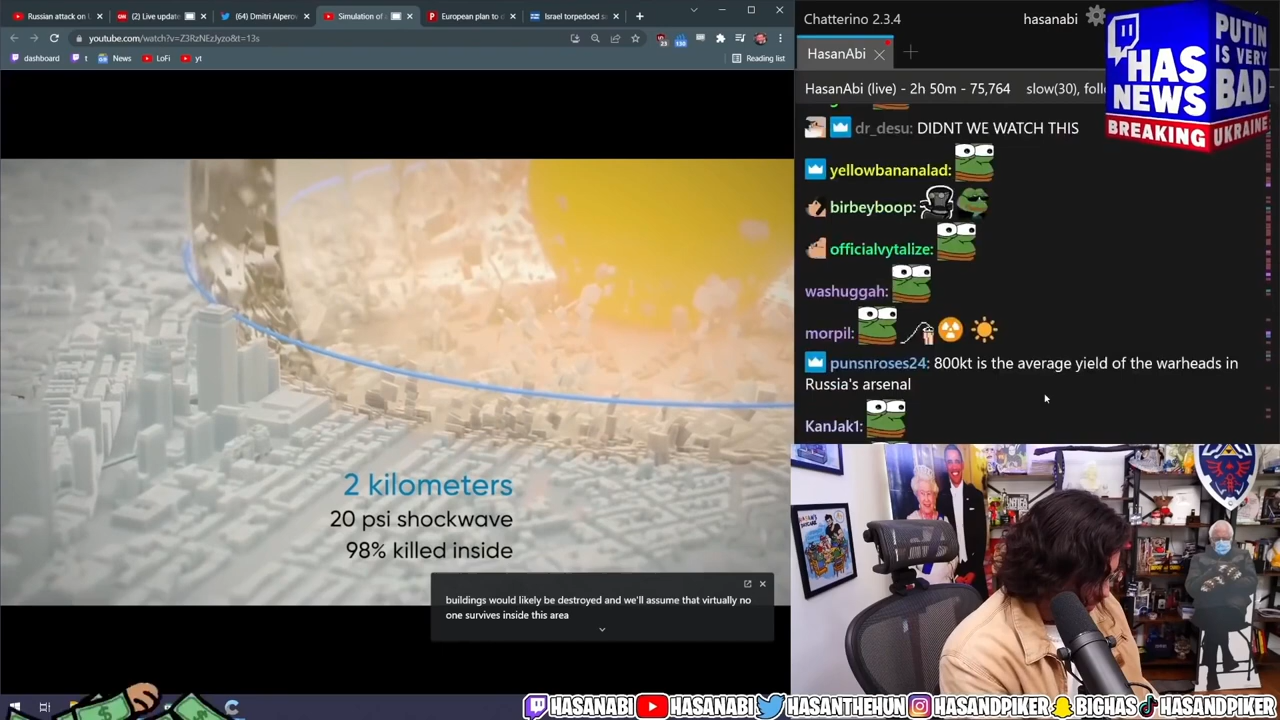 Russian attack on U
(2) Live update
(64) Dmitri Alperov
Simulation of a
European plan to d
Israel torpedoed s
youtube.com/watch?v=Z3RzNEzJyzo&t=13s
dashboard
t
News
LoFi
yt
Reading list
2 kilometers
20 psi shockwave
98% killed inside
buildings would likely be destroyed and we'll assume that virtually no
one survives inside this area
Chatterino 2.3.4
hasanabi
HasanAbi
HasanAbi (live) - 2h 50m - 75,764
slow(30), follo
dr_desu: DIDNT WE WATCH THIS
yellowbananalad:
birbeyboop:
officialvytalize:
washuggah:
morpil:
punsnroses24: 800kt is the average yield of the warheads in
Russia's arsenal
KanJak1:
HAS
NEWS
BREAKING
PUTIN
IS VERY
BAD
UKRAINE
HASANABI
HASANABI
HASANTHEHUN
HASANDPIKER
BIGHAS
HASANDPIKER